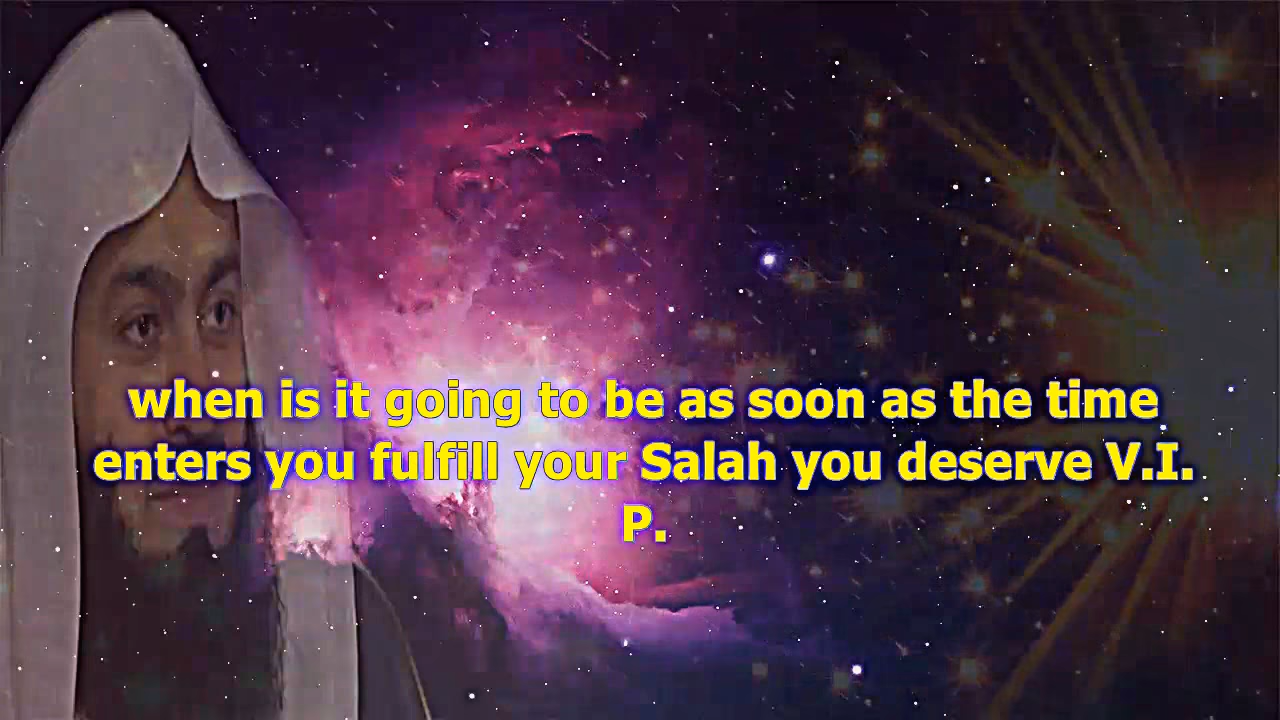 when is it going to be as soon as the time
enters you fulfill your Salah you deserve V.I.
P.